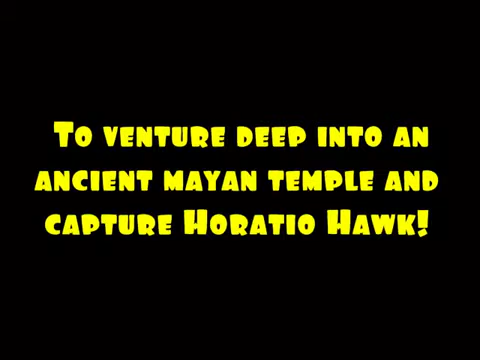 To venture deep into an
ancient mayan temple and
capture Horatio Hawk!